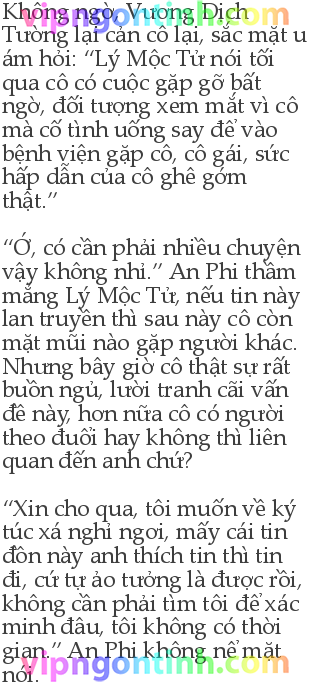 Không ngờ, Vương Dịch
Tường lại cản cô lại, sắc mặt u
ám hỏi: “Lý Mộc Tử nói tối
qua cô có cuộc gặp gỡ bất
ngờ, đối tượng xem mắt vì cô
mà cố tình uống say để vào
bệnh viện gặp cô, cô gái, sức
hấp dẫn của cô ghê gớm
thật.”
“Ớ, có cần phải nhiều chuyện
vậy không nhỉ.” An Phi thầm
mắng Lý Mộc Tử, nếu tin này
lan truyền thì sau này cô còn
mặt mũi nào gặp người khác.
Nhưng bây giờ cô thật sự rất
buồn ngủ, lười tranh cãi vấn
đề này, hơn nữa cô có người
theo đuổi hay không thì liên
quan đến anh chứ?
“Xin cho qua, tôi muốn về ký
túc xá nghỉ ngơi, mấy cái tin
đồn này anh thích tin thì tin
đi, cứ tự ảo tưởng là được rồi,
không cần phải tìm tôi để xác
minh đâu, tôi không có thời
gian.” An Phi không nể mặt
nói.
vipngontinh.com
vipngontinh.com